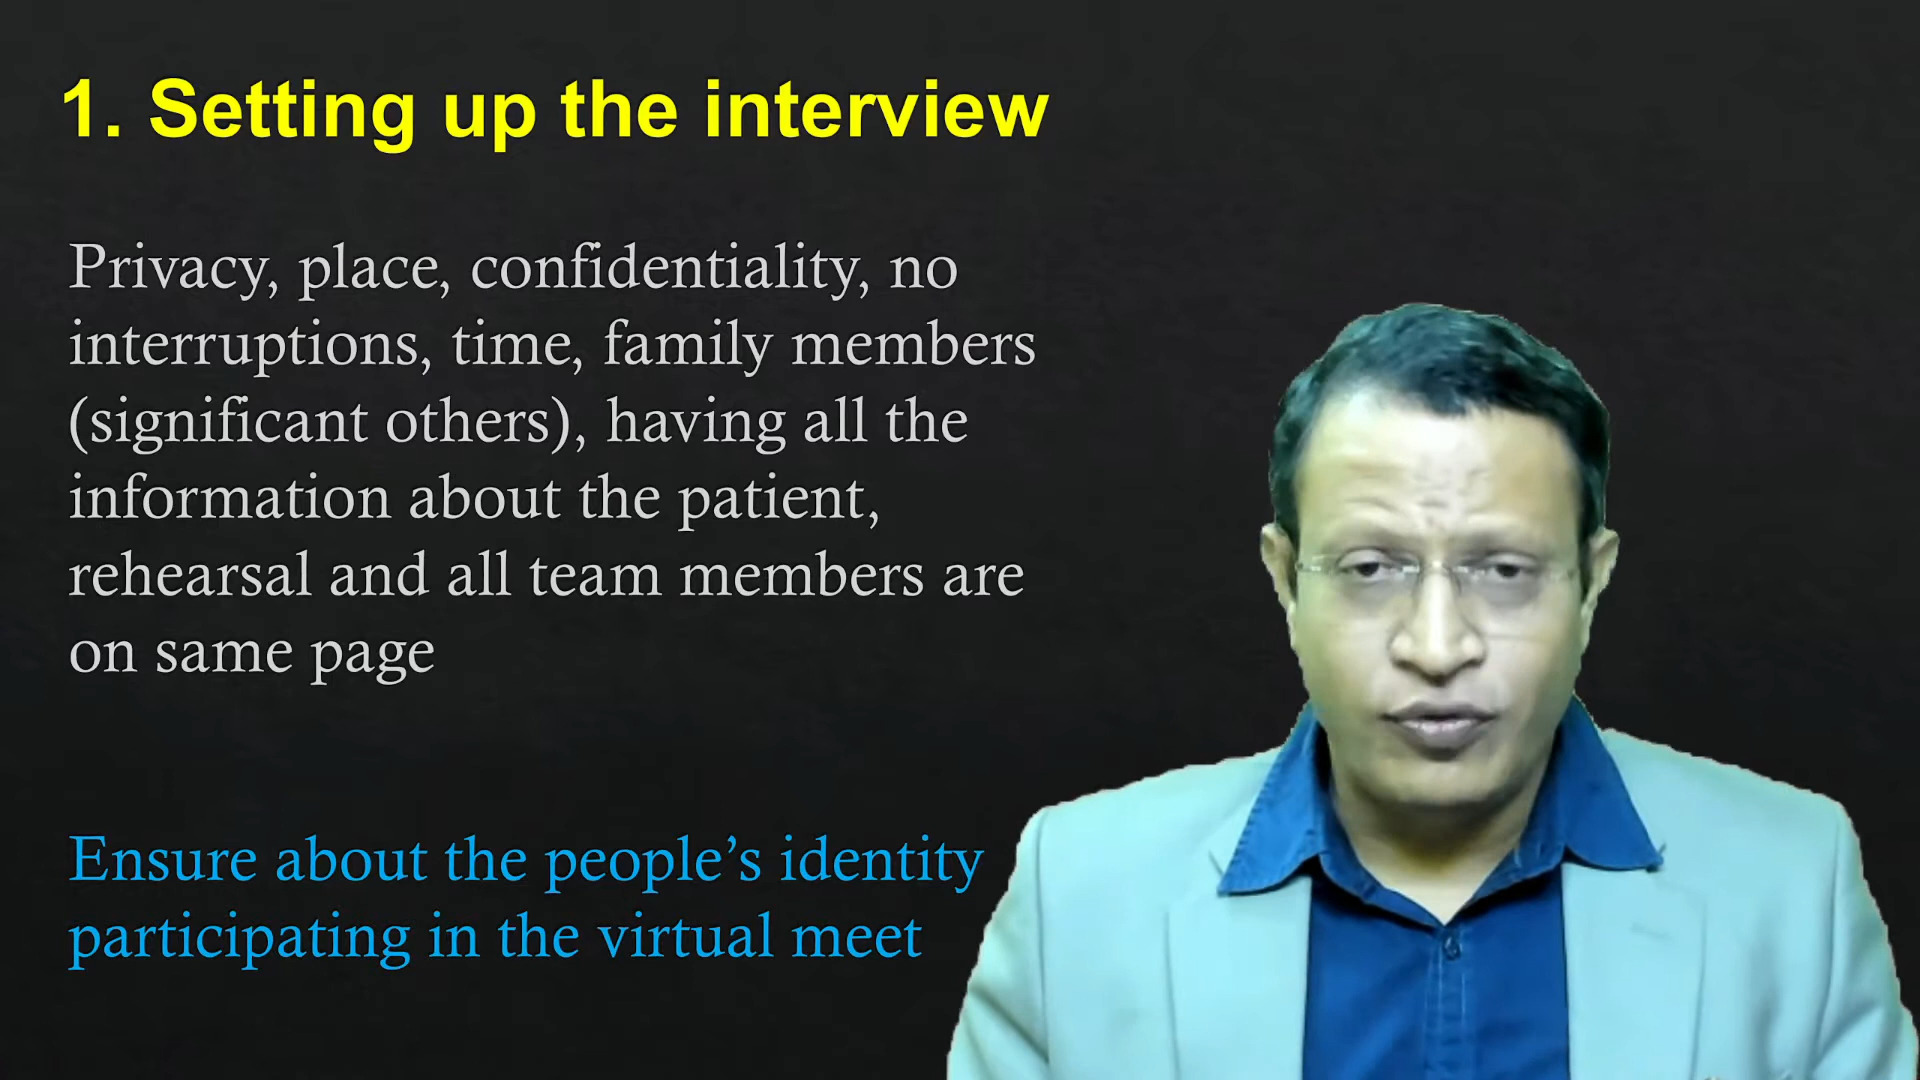 1. Setting up the interview
Privacy, place, confidentiality, no
interruptions, time, family members
(significant others), having all the
information about the patient,
rehearsal and all team members are
on same page
Ensure about the people’s identity
participating in the virtual meet